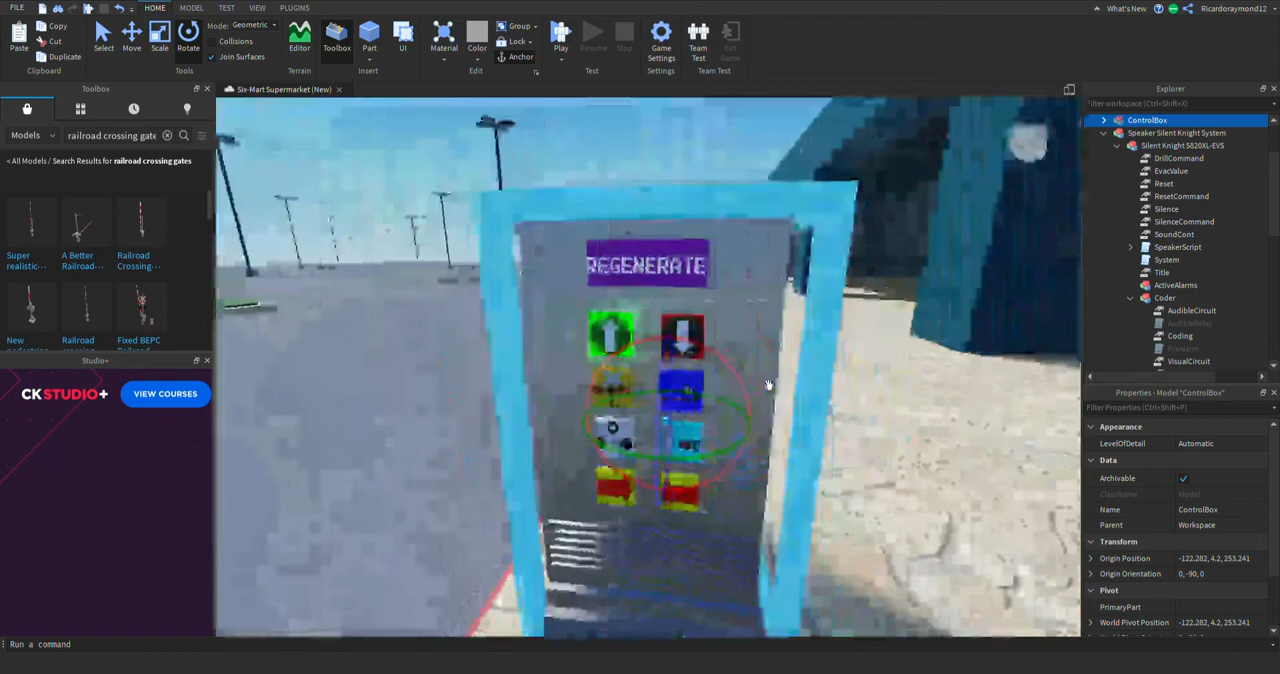 FILE HOME MODEL TEST VIEW PLUGINS What's New Ricardoraymond12
Paste Copy Cut Duplicate Select Move Scale Rotate Mode: Geometric Collisions Join Surfaces Editor Toolbox Part UI Material Color Group Lock Anchor Play Resume Stop Game Settings Team Test Exit Game
Clipboard Tools Terrain Insert Edit Test Settings Team Test
Toolbox
Six-Mart Supermarket (New)
Explorer
Filter workspace (Ctrl+Shift+X)
Models railroad crossing gate
< All Models / Search Results for railroad crossing gates
Super realistic-...
A Better Railroad-...
Railroad Crossing-...
New
Railroad
Fixed BEPC
Studio+
CKSTUDIO+
VIEW COURSES
REGENERATE
ControlBox
Speaker Silent Knight System
Silent Knight 5820XL-EVS
DrillCommand
EvacValue
Reset
ResetCommand
Silence
SilenceCommand
SoundCont
SpeakerScript
System
Title
ActiveAlarms
Coder
AudibleCircuit
AudibleRelay
Coding
PreAlarm
VisualCircuit
Properties - Model "ControlBox"
Filter Properties (Ctrl+Shift+P)
Appearance
LevelOfDetail Automatic
Data
Archivable
ClassName Model
Name ControlBox
Parent Workspace
Transform
Origin Position -122.282, 4.2, 253.241
Origin Orientation 0, -90, 0
Pivot
PrimaryPart
World Pivot Position -122.282, 4.2, 253.241
Run a command